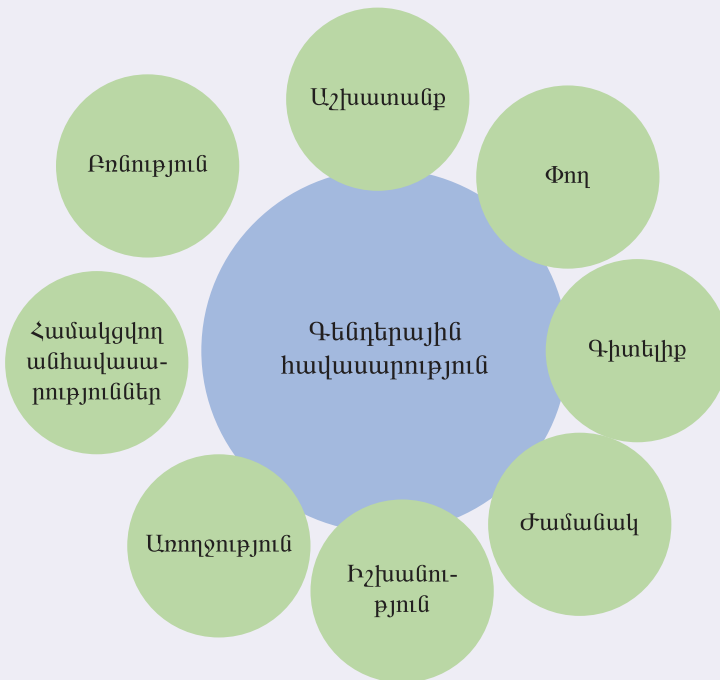 Աշխատանք
Փող
Գիտելիք
Ժամանակ
Իշխանու-
թյուն
Առողջություն
Համակցվող
անհավասա-
րություններ
Բռնություն
Գենդերային
հավասարություն